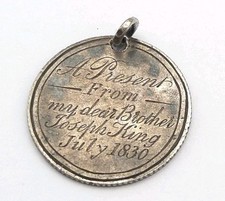 A Present
From
my dear Brother
Joseph King
July 1830